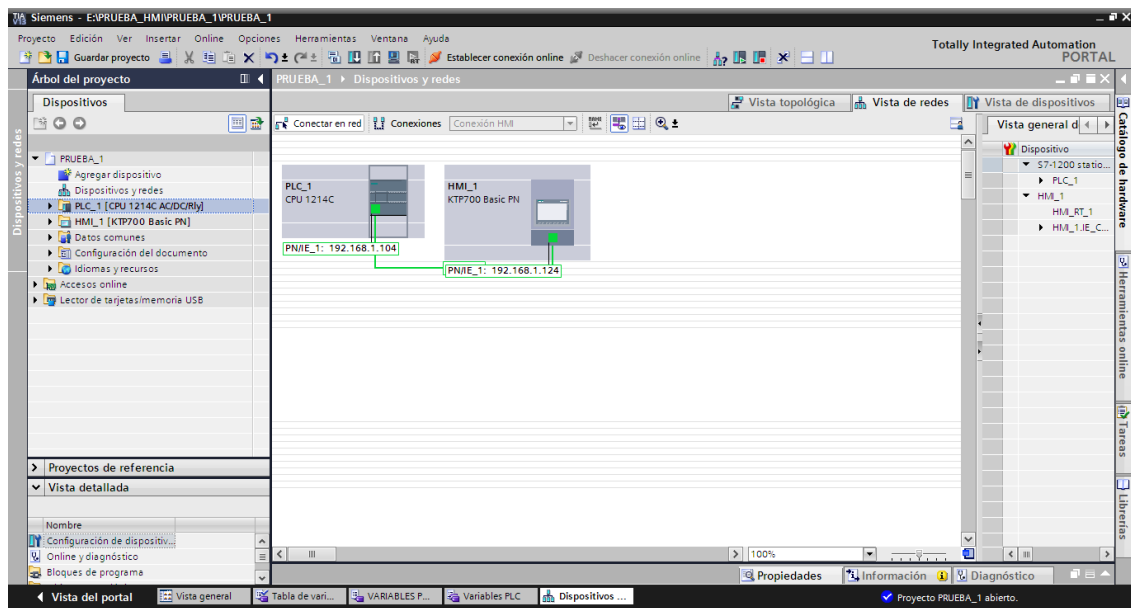 Siemens - E:\PRUEBA_HMI\PRUEBA_1\PRUEBA_1
Proyecto Edición Ver Insertar Online Opciones Herramientas Ventana Ayuda
Totally Integrated Automation
PORTAL
Guardar proyecto Establecer conexión online Deshacer conexión online
Árbol del proyecto
PRUEBA_1 Dispositivos y redes
Dispositivos
Vista topológica Vista de redes Vista de dispositivos
Conectar en red Conexiones Conexión HMI
Vista general d
Dispositivos y redes
PRUEBA_1
Agregar dispositivo
Dispositivos y redes
PLC_1 [CPU 1214C AC/DC/Rly]
HMI_1 [KTP700 Basic PN]
Datos comunes
Configuración del documento
Idiomas y recursos
Accesos online
Lector de tarjetas/memoria USB
PLC_1
CPU 1214C
HMI_1
KTP700 Basic PN
PN/IE_1: 192.168.1.104
PN/IE_1: 192.168.1.124
Dispositivo
S7-1200 statio...
PLC_1
HMI_1
HMI_RT_1
HMI_1.IE_C...
Catálogo de hardware
Herramientas online
Tareas
Librerías
Proyectos de referencia
Vista detallada
Nombre
Configuración de dispositiv...
Online y diagnóstico
Bloques de programa
100%
Propiedades Información Diagnóstico
Vista del portal Vista general Tabla de vari... VARIABLES P... Variables PLC Dispositivos ... Proyecto PRUEBA_1 abierto.